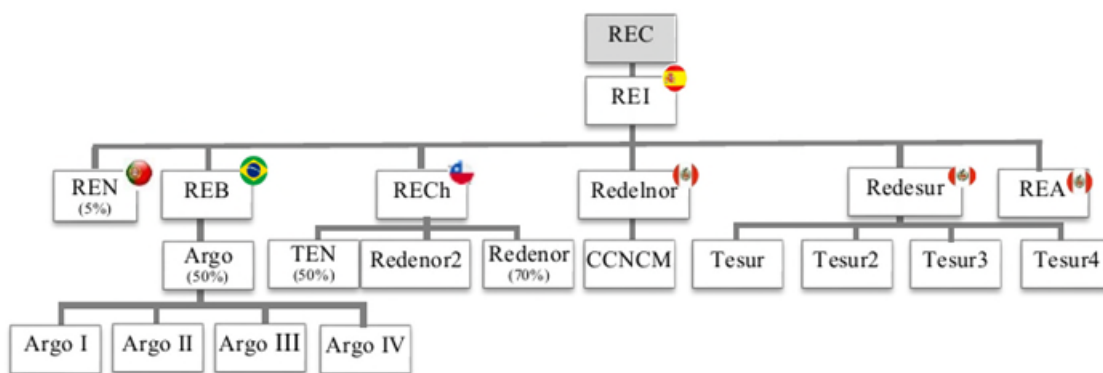 REC
REI
REN
(5%)
REB
RECh
Redelnor
Redesur
REA
Argo
(50%)
TEN
(50%)
Redenor2
Redenor
(70%)
CCNCM
Tesur
Tesur2
Tesur3
Tesur4
Argo I
Argo II
Argo III
Argo IV